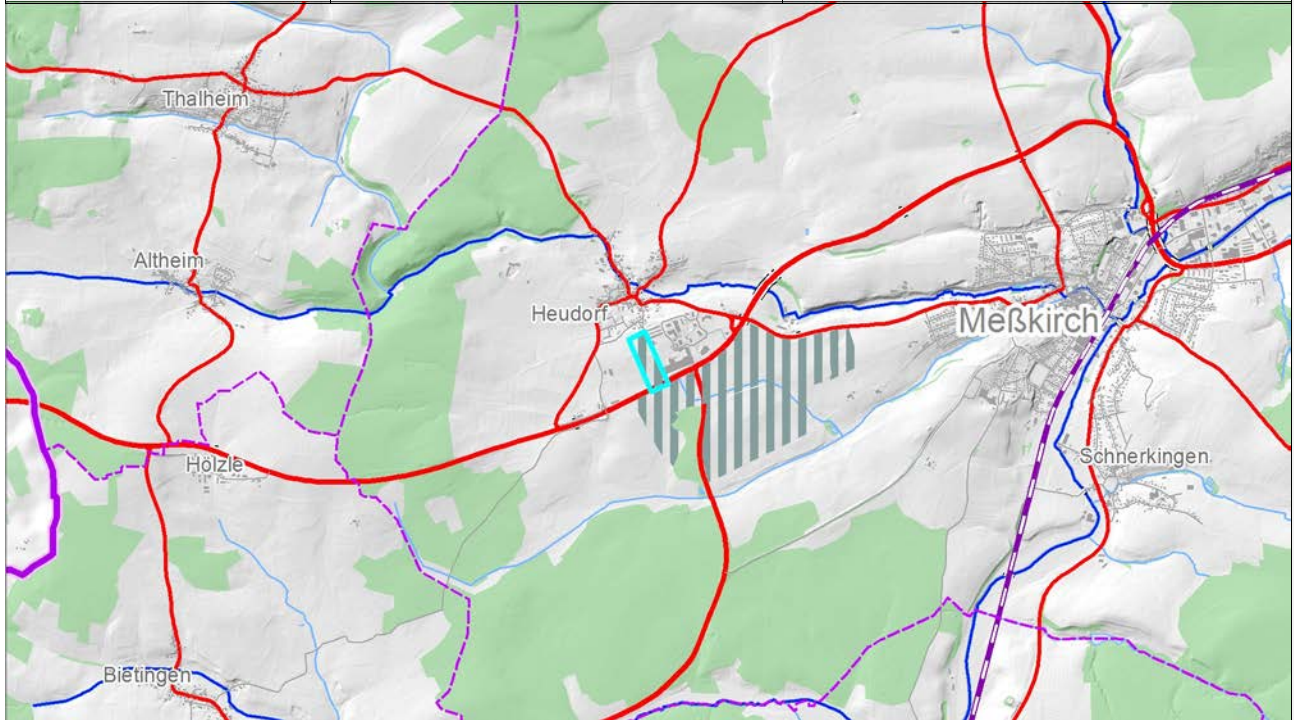 Thalheim
Altheim
Heudorf
Meßkirch
Hölzle
Schnerkingen
Bietingen